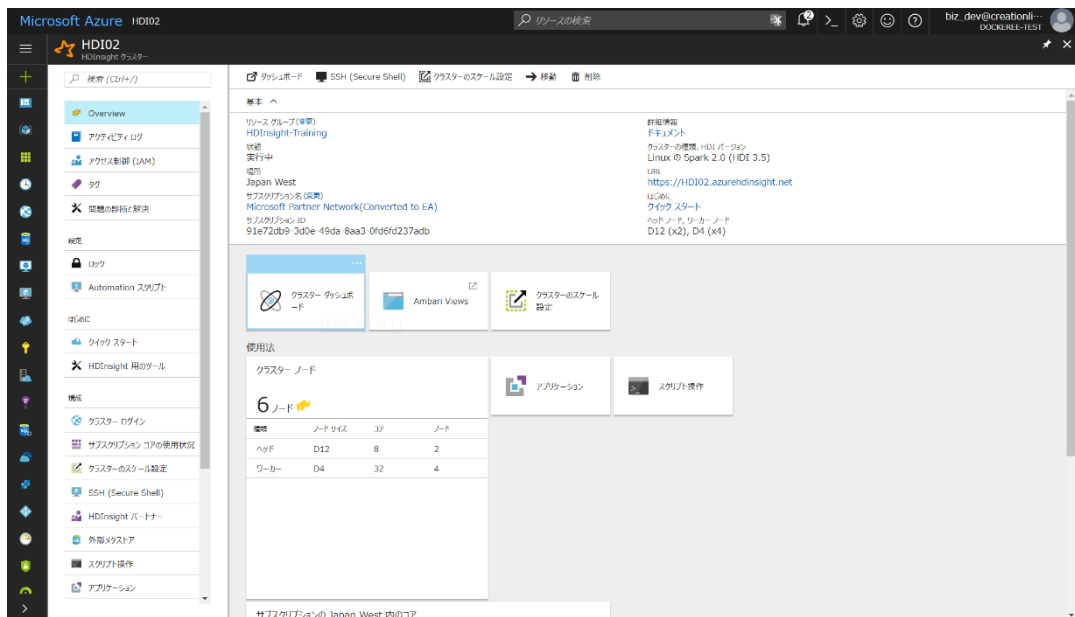 Microsoft Azure HDI02
リソースの検索
biz_dev@creationli…
DOCKEREE-TEST
HDI02
HDInsight クラスター
検索 (Ctrl+/)
Overview
アクティビティ ログ
アクセス制御 (IAM)
タグ
問題の診断と解決
設定
ロック
Automation スクリプト
はじめに
クイック スタート
HDInsight 用のツール
構成
クラスター ログイン
サブスクリプション コアの使用状況
クラスターのスケール設定
SSH (Secure Shell)
HDInsight パートナー
外部メタストア
スクリプト操作
アプリケーション
ダッシュボード SSH (Secure Shell) クラスターのスケール設定 移動 削除
基本
リソース グループ (変更)
HDInsight-Training
状態
実行中
場所
Japan West
サブスクリプション名 (変更)
Microsoft Partner Network(Converted to EA)
サブスクリプション ID
91e72db9-3d0e-49da-8aa3-0fd6fd237adb
詳細情報
ドキュメント
クラスターの種類、HDI バージョン
Linux の Spark 2.0 (HDI 3.5)
URL
https://HDI02.azurehdinsight.net
はじめに
クイック スタート
ヘッド ノード、ワーカー ノード
D12 (x2), D4 (x4)
クラスター ダッシュボ
ード
Ambari Views
クラスターのスケール
設定
使用法
クラスター ノード
6 ノード
種類 ノード サイズ コア ノード
ヘッド D12 8 2
ワーカー D4 32 4
アプリケーション
スクリプト操作
サブスクリプションの Japan West 内のコア